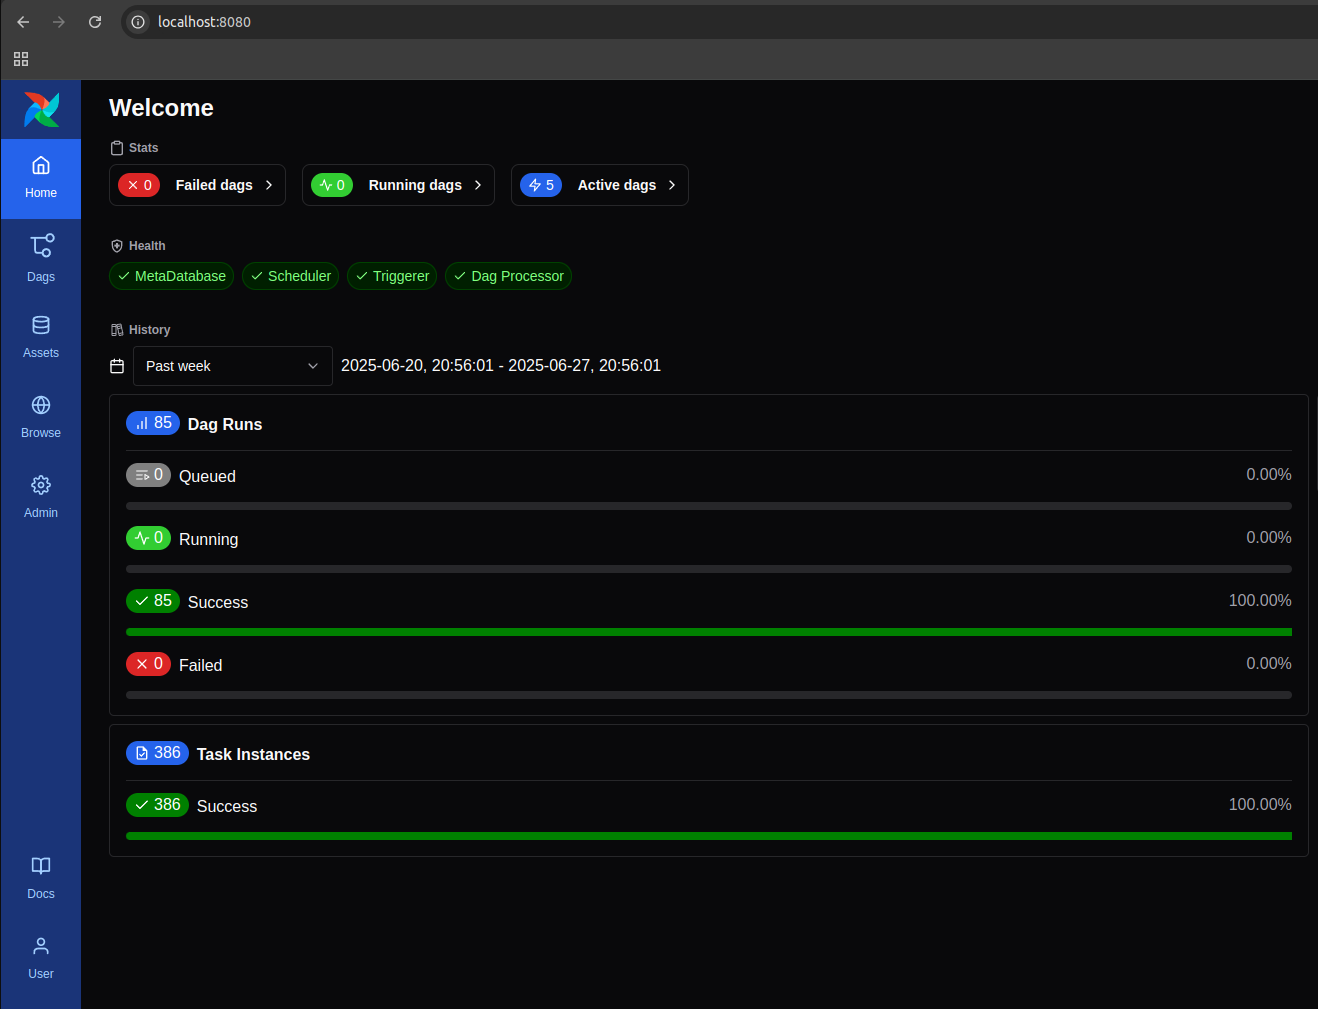 localhost:8080
Welcome
Stats
0 Failed dags 0 Running dags 5 Active dags
Health
MetaDatabase Scheduler Triggerer Dag Processor
History
Past week 2025-06-20, 20:56:01 - 2025-06-27, 20:56:01
85 Dag Runs
0 Queued 0.00%
0 Running 0.00%
85 Success 100.00%
0 Failed 0.00%
386 Task Instances
386 Success 100.00%
Home
Dags
Assets
Browse
Admin
Docs
User